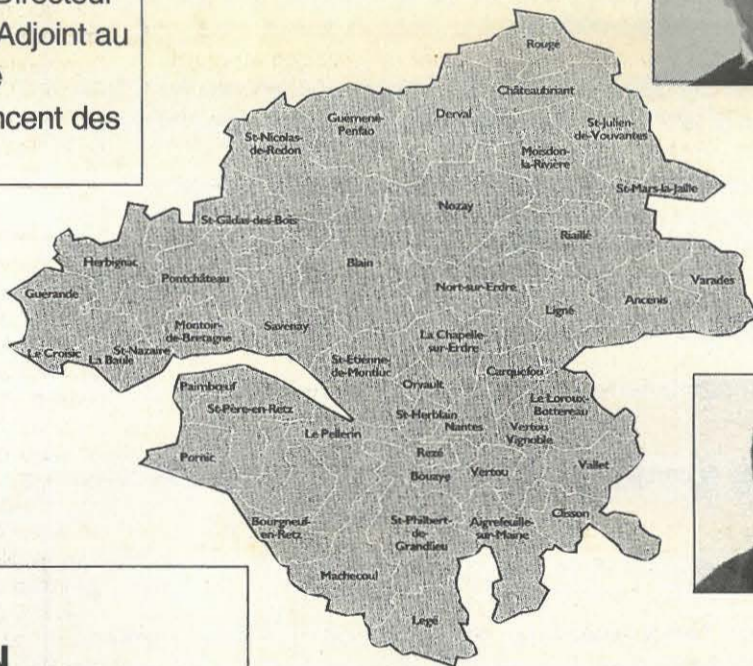 Directeur
Adjoint au
ncent des
Rougé
Châteaubriant
Derval
Guémené-
Penfao
St-Julien-
de-Vouvantes
St-Nicolas-
de-Redon
Moisdon-
la-Rivière
St-Mars-la-Jaille
Nozay
St-Gildas-des-Bois
Riaillé
Blain
Herbignac
Pontchâteau
Varades
Nort-sur-Erdre
Guérande
Ancenis
Ligné
Montoir-
de-Bretagne
Savenay
La Chapelle-
sur-Erdre
St-Nazaire
Le Croisic
La Baule
St-Etienne-
de-Montluc
Carquefou
Orvault
Paimbœuf
Le Loroux-
Bottereau
St-Père-en-Retz
St-Herblain
Nantes
Vertou
Vignoble
Le Pellerin
Rezé
Pornic
Vallet
Bouaye
Vertou
Clisson
Bourgneuf-
en-Retz
St-Philbert-
de-
Grandlieu
Aigrefeuille-
sur-Maine
Machecoul
Legé